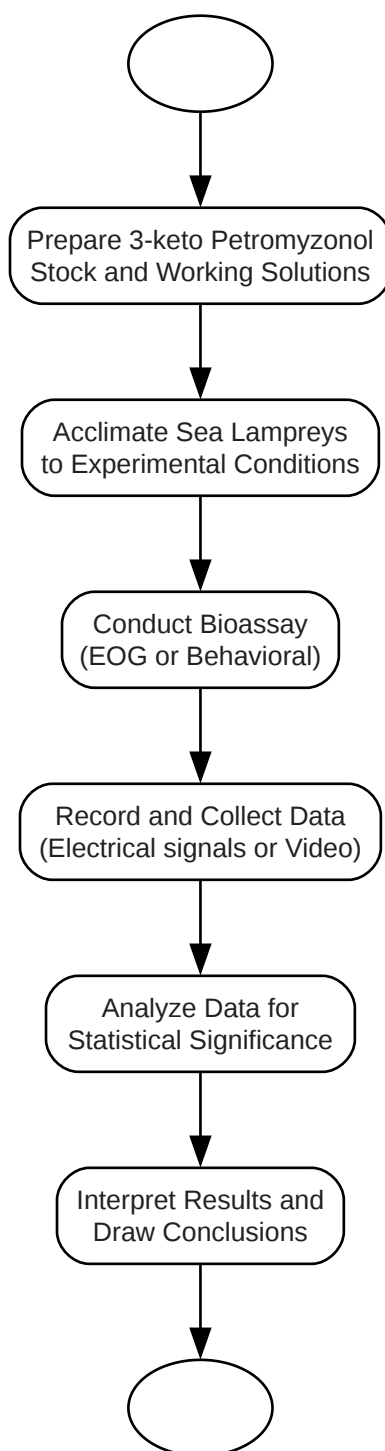 Prepare 3-keto Petromyzonol
Stock and Working Solutions
Acclimate Sea Lampreys
to Experimental Conditions
Conduct Bioassay
(EOG or Behavioral)
Record and Collect Data
(Electrical signals or Video)
Analyze Data for
Statistical Significance
Interpret Results and
Draw Conclusions